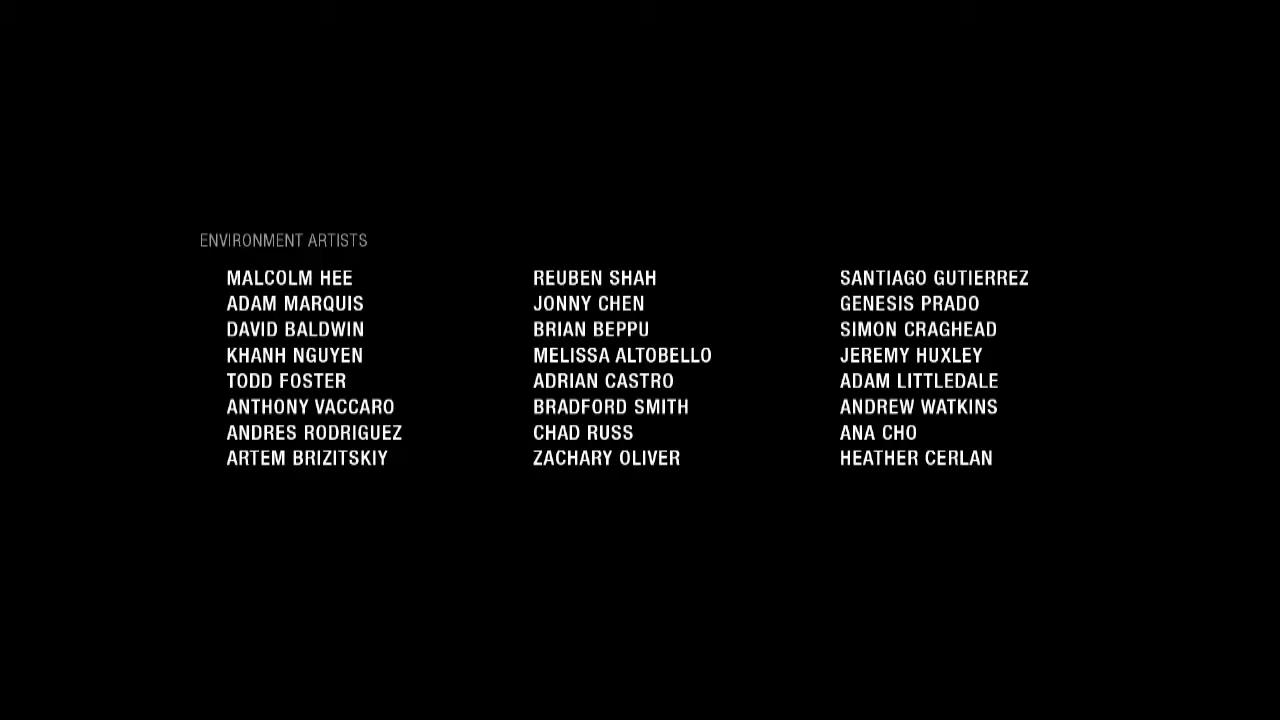 ENVIRONMENT ARTISTS
MALCOLM HEE
ADAM MARQUIS
DAVID BALDWIN
KHANH NGUYEN
TODD FOSTER
ANTHONY VACCARO
ANDRES RODRIGUEZ
ARTEM BRIZITSKIY
REUBEN SHAH
JONNY CHEN
BRIAN BEPPU
MELISSA ALTOBELLO
ADRIAN CASTRO
BRADFORD SMITH
CHAD RUSS
ZACHARY OLIVER
SANTIAGO GUTIERREZ
GENESIS PRADO
SIMON CRAGHEAD
JEREMY HUXLEY
ADAM LITTLEDALE
ANDREW WATKINS
ANA CHO
HEATHER CERLAN